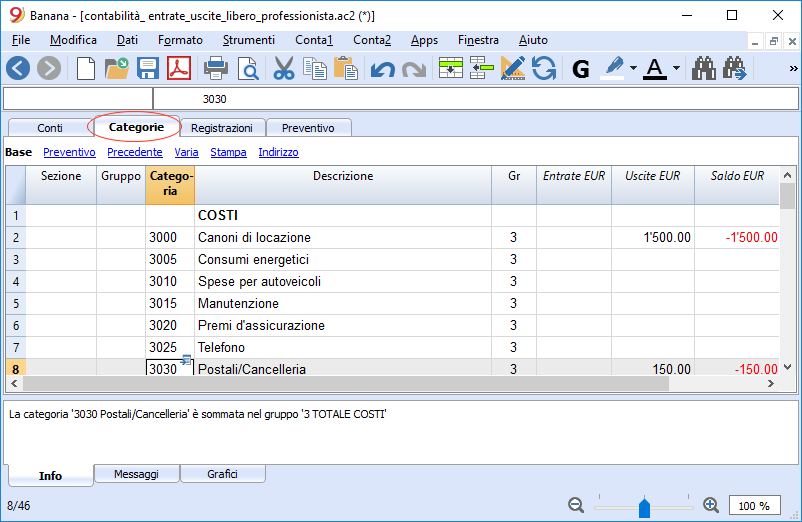 Banana - [contabilità_ entrate_uscite_libero_professionista.ac2 (*)]
File Modifica Dati Formato Strumenti Conta1 Conta2 Apps Finestra Aiuto
G A »
3030
Conti Categorie Registrazioni Preventivo
Base Preventivo Precedente Varia Stampa Indirizzo
Sezione Gruppo Catego-ria Descrizione Gr Entrate EUR Uscite EUR Saldo EUR
1 COSTI
2 3000 Canoni di locazione 3 1'500.00 -1'500.00
3 3005 Consumi energetici 3
4 3010 Spese per autoveicoli 3
5 3015 Manutenzione 3
6 3020 Premi d'assicurazione 3
7 3025 Telefono 3
8 3030 Postali/Cancelleria 3 150.00 -150.00
La categoria '3030 Postali/Cancelleria' è sommata nel gruppo '3 TOTALE COSTI'
Info Messaggi Grafici
8/46 100 %